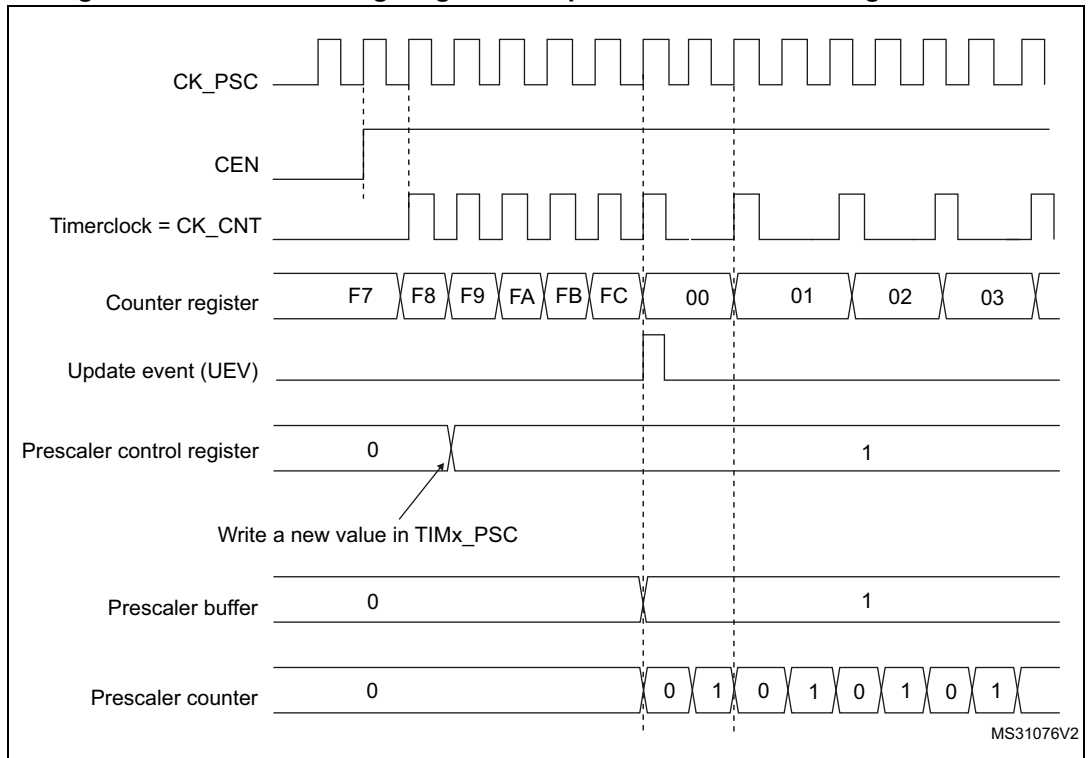 CK_PSC
CEN
Timerclock = CK_CNT
Counter register F7 F8 F9 FA FB FC 00 01 02 03
Update event (UEV)
Prescaler control register 0 1
Write a new value in TIMx_PSC
Prescaler buffer 0 1
Prescaler counter 0 0 1 0 1 0 1 0 1
MS31076V2